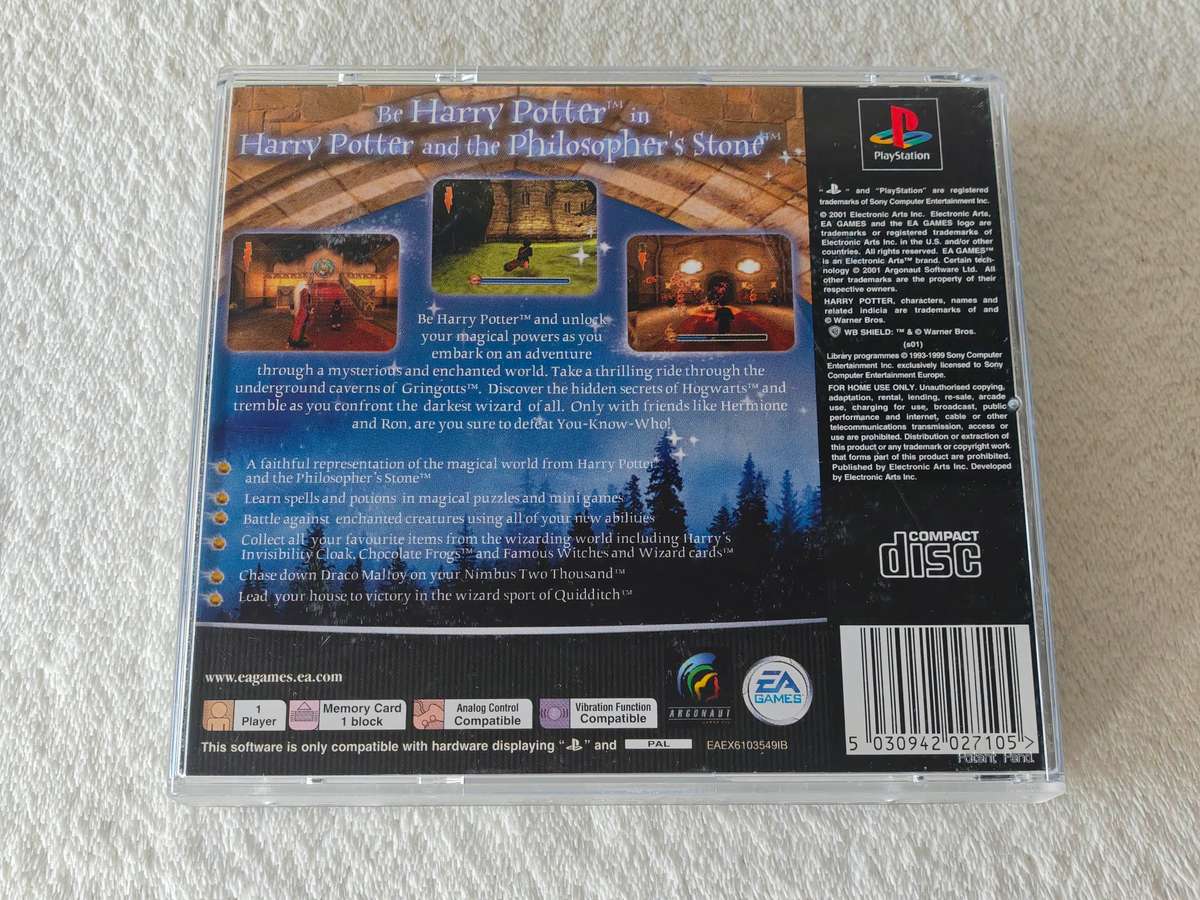 Be Harry Potter™ in
Harry Potter and the Philosopher's Stone™
Be Harry Potter™ and unlock
your magical powers as you
embark on an adventure
through a mysterious and enchanted world. Take a thrilling ride through the
underground caverns of Gringotts™. Discover the hidden secrets of Hogwarts™ and
tremble as you confront the darkest wizard of all. Only with friends like Hermione
and Ron, are you sure to defeat You-Know-Who!
A faithful representation of the magical world from Harry Potter
and the Philosopher's Stone™
Learn spells and potions in magical puzzles and mini games
Battle against enchanted creatures using all of your new abilities
Collect all your favourite items from the wizarding world including Harry's
Invisibility Cloak, Chocolate Frogs™ and Famous Witches and Wizard cards™
Chase down Draco Malfoy on your Nimbus Two Thousand™
Lead your house to victory in the wizard sport of Quidditch™
PlayStation
" " and "PlayStation" are registered
trademarks of Sony Computer Entertainment Inc.
© 2001 Electronic Arts Inc. Electronic Arts,
EA GAMES and the EA GAMES logo are
trademarks or registered trademarks of
Electronic Arts Inc. in the U.S. and/or other
countries. All rights reserved. EA GAMES™
is an Electronic Arts™ brand. Certain tech-
nology © 2001 Argonaut Software Ltd. All
other trademarks are the property of their
respective owners.
HARRY POTTER, characters, names and
related indicia are trademarks of and
© Warner Bros.
WB SHIELD: ™ & © Warner Bros.
(s01)
Library programmes © 1993-1999 Sony Computer
Entertainment Inc. exclusively licensed to Sony
Computer Entertainment Europe.
FOR HOME USE ONLY. Unauthorised copying,
adaptation, rental, lending, re-sale, arcade
use, charging for use, broadcast, public
performance and internet, cable or other
telecommunications transmission, access or
use are prohibited. Distribution or extraction of
this product or any trademark or copyright work
that forms part of this product are prohibited.
Published by Electronic Arts Inc. Developed
by Electronic Arts Inc.
COMPACT
disc
www.eagames.ea.com
1
Player
Memory Card
1 block
Analog Control
Compatible
Vibration Function
Compatible
ARGONAUT
EA
GAMES
This software is only compatible with hardware displaying " " and PAL EAEX6103549IB
5 030942 027105 >
Patent Pend.